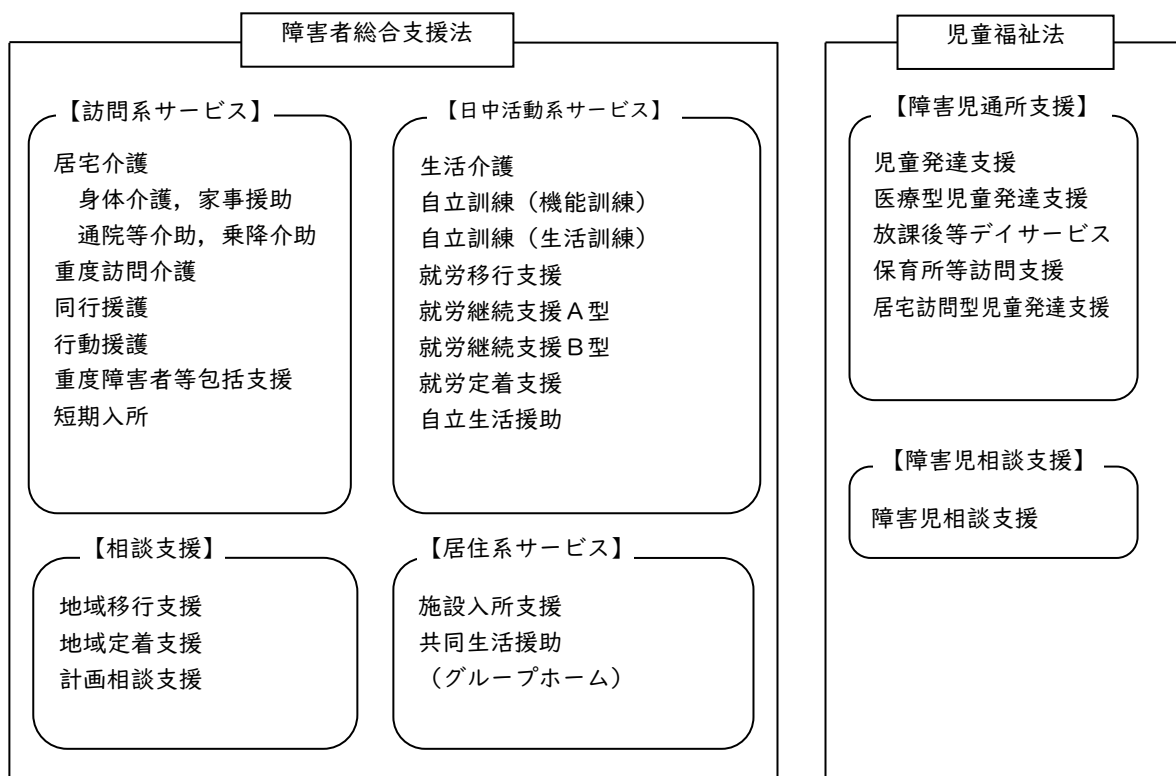 障害者総合支援法
【訪問系サービス】
居宅介護
身体介護，家事援助
通院等介助，乗降介助
重度訪問介護
同行援護
行動援護
重度障害者等包括支援
短期入所
【日中活動系サービス】
生活介護
自立訓練（機能訓練）
自立訓練（生活訓練）
就労移行支援
就労継続支援Ａ型
就労継続支援Ｂ型
就労定着支援
自立生活援助
【相談支援】
地域移行支援
地域定着支援
計画相談支援
【居住系サービス】
施設入所支援
共同生活援助
（グループホーム）
児童福祉法
【障害児通所支援】
児童発達支援
医療型児童発達支援
放課後等デイサービス
保育所等訪問支援
居宅訪問型児童発達支援
【障害児相談支援】
障害児相談支援